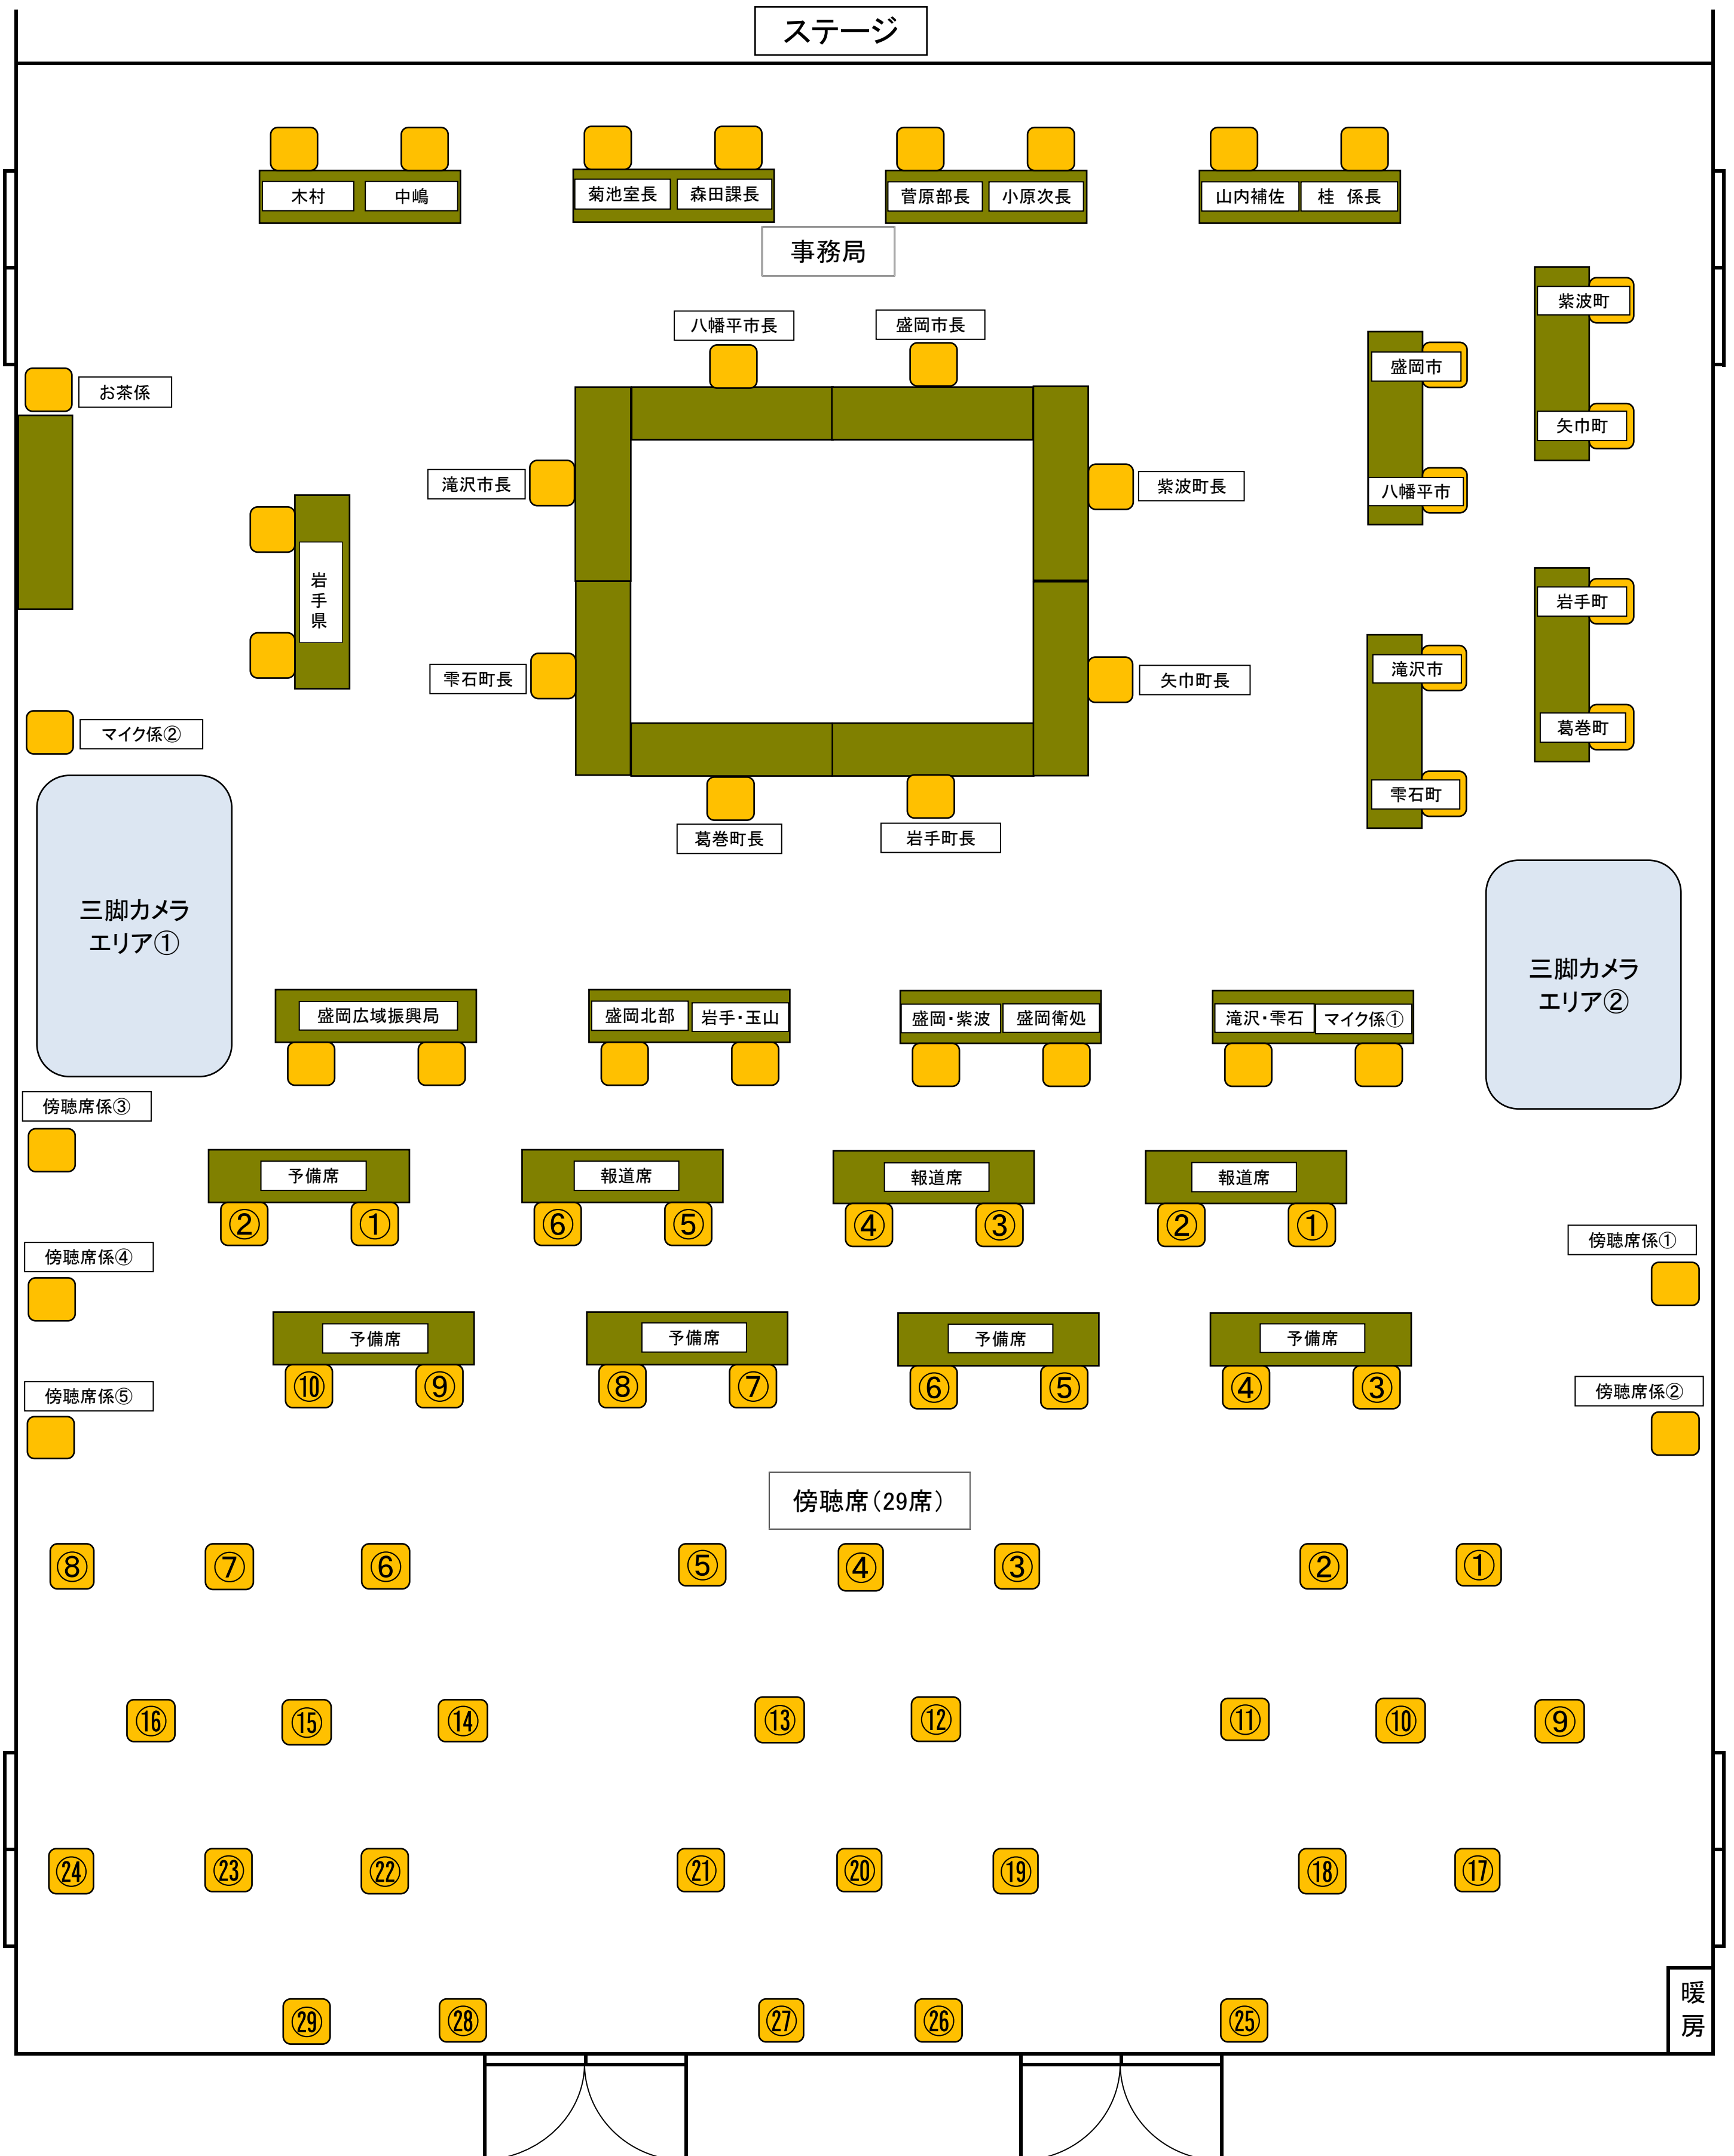 ステージ
木村
中嶋
菊池室長
森田課長
菅原部長
小原次長
山内補佐
桂　係長
事務局
紫波町
八幡平市長
盛岡市長
盛岡市
お茶係
矢巾町
滝沢市長
紫波町長
八幡平市
岩手県
岩手町
雫石町長
矢巾町長
滝沢市
マイク係②
葛巻町
雫石町
葛巻町長
岩手町長
三脚カメラ
エリア①
三脚カメラ
エリア②
盛岡広域振興局
盛岡北部
岩手・玉山
盛岡・紫波
盛岡衛処
滝沢・雫石
マイク係①
傍聴席係③
予備席
報道席
報道席
報道席
② ① ⑥ ⑤ ④ ③ ② ①
傍聴席係④
傍聴席係①
予備席
予備席
予備席
予備席
⑩ ⑨ ⑧ ⑦ ⑥ ⑤ ④ ③
傍聴席係⑤
傍聴席係②
傍聴席（29席）
⑧ ⑦ ⑥ ⑤ ④ ③ ② ①
⑯ ⑮ ⑭ ⑬ ⑫ ⑪ ⑩ ⑨
㉔ ㉓ ㉒ ㉑ ⑳ ⑲ ⑱ ⑰
㉙ ㉘ ㉗ ㉖ ㉕
暖房